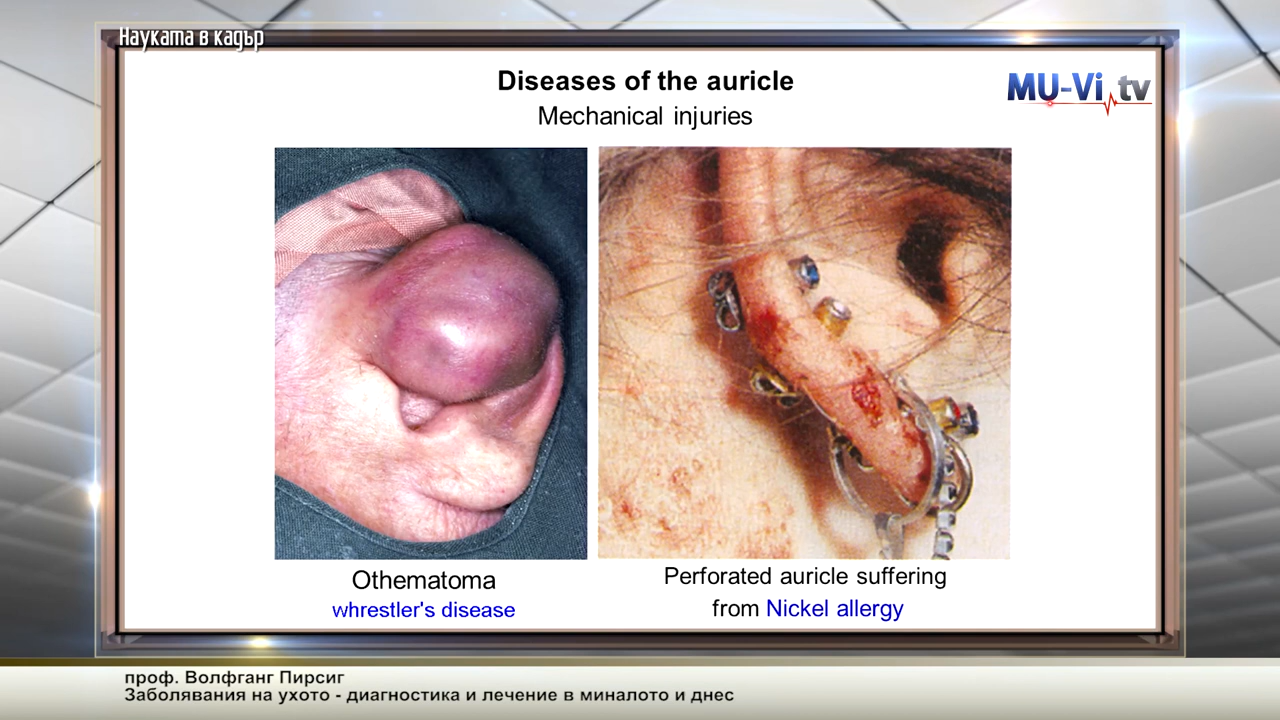 Науката в кадър
Diseases of the auricle
Mechanical injuries
MU-Vi.tv
Othematoma
whrestler's disease
Perforated auricle suffering
from Nickel allergy
проф. Волфганг Пирсиг
Заболявания на ухото - диагностика и лечение в миналото и днес